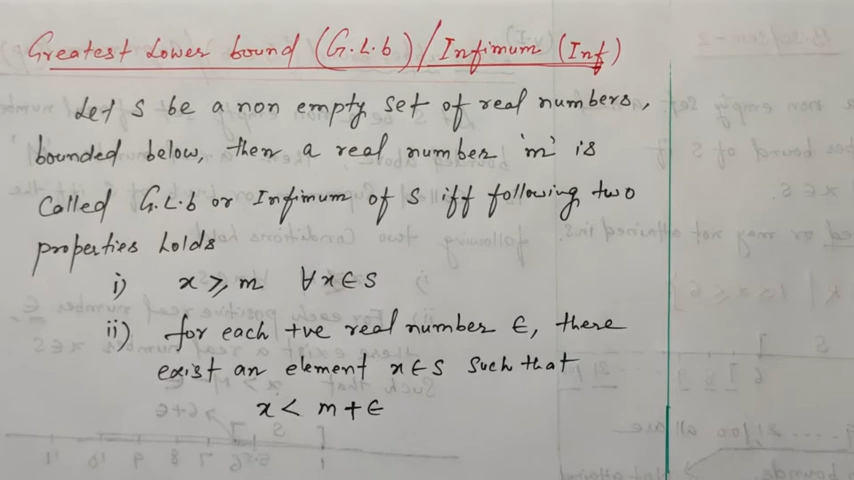 Greatest Lower bound (G.L.b)/Infimum (Inf)
Let S be a non empty set of real numbers,
bounded below, then a real number 'm' is
Called G.L.b or Infimum of S iff following two
properties holds
i) x ⩾ m ∀ x ∈ S
ii) for each +ve real number ∈, there
exist an element x ∈ S such that
x < m + ∈